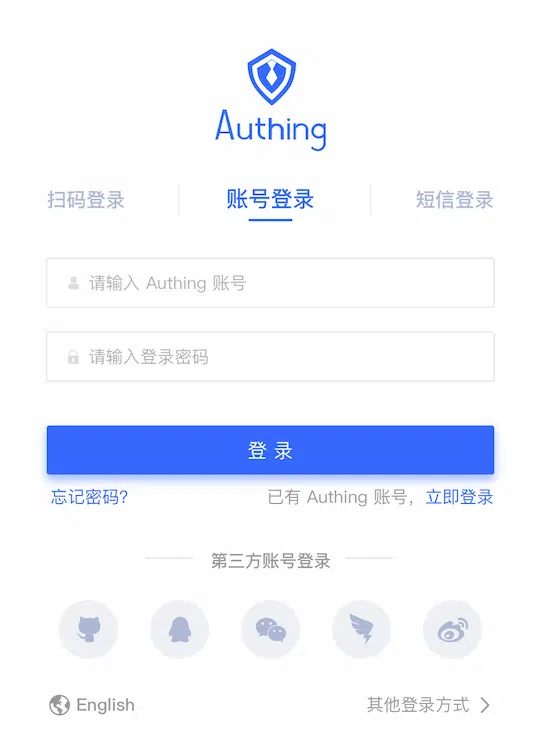 Authing
扫码登录 账号登录 短信登录
请输入 Authing 账号
请输入登录密码
登 录
忘记密码? 已有 Authing 账号，立即登录
第三方账号登录
English 其他登录方式